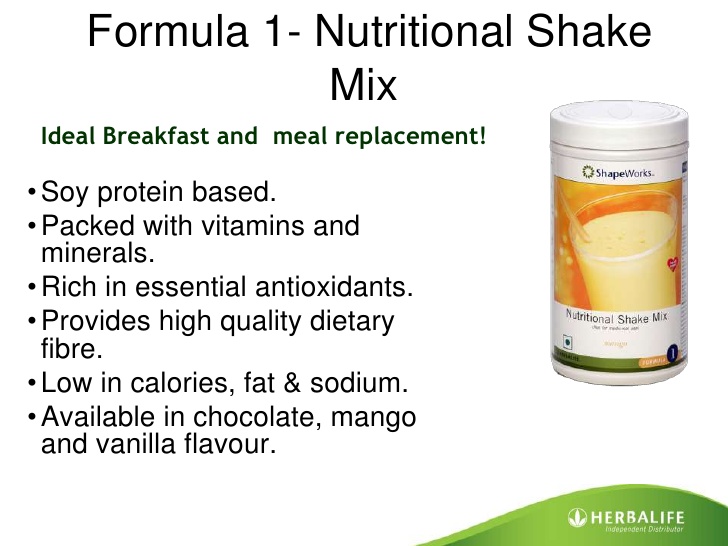 Formula 1- Nutritional Shake
Mix
Ideal Breakfast and meal replacement!
• Soy protein based.
• Packed with vitamins and
minerals.
• Rich in essential antioxidants.
• Provides high quality dietary
fibre.
• Low in calories, fat & sodium.
• Available in chocolate, mango
and vanilla flavour.
ShapeWorks
Nutritional Shake Mix
mango
FORMULA 1
HERBALIFE
Independent Distributor